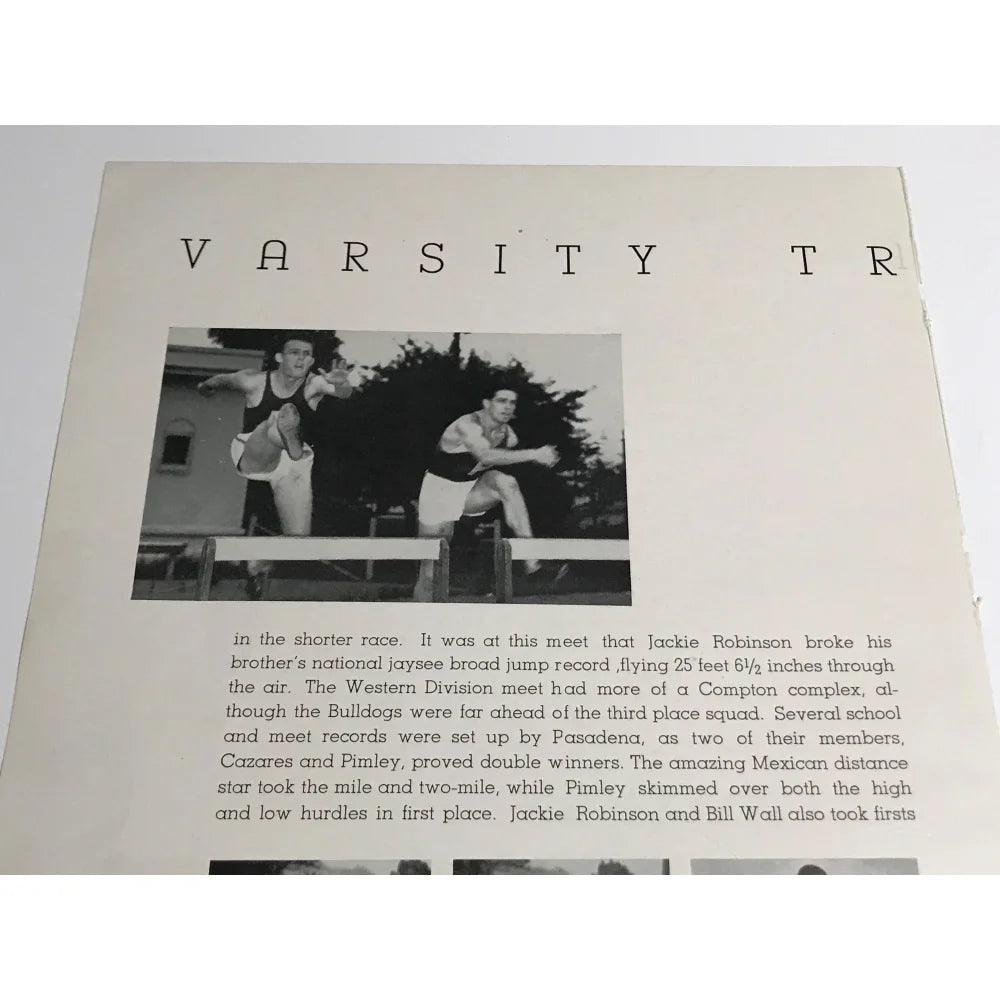 VARSITY TR
in the shorter race. It was at this meet that Jackie Robinson broke his
brother's national jaysee broad jump record ,flying 25 feet 6½ inches through
the air. The Western Division meet had more of a Compton complex, al-
though the Bulldogs were far ahead of the third place squad. Several school
and meet records were set up by Pasadena, as two of their members,
Cazares and Pimley, proved double winners. The amazing Mexican distance
star took the mile and two-mile, while Pimley skimmed over both the high
and low hurdles in first place. Jackie Robinson and Bill Wall also took firsts